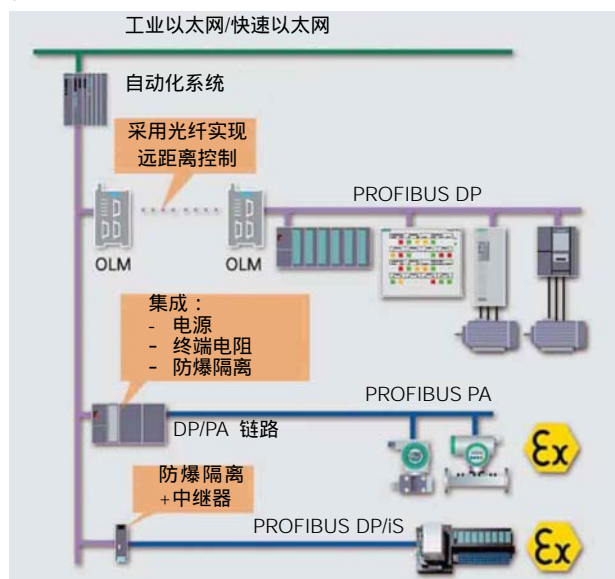 工业以太网/快速以太网
自动化系统
采用光纤实现
远距离控制
PROFIBUS DP
OLM
OLM
集成：
- 电源
- 终端电阻
- 防爆隔离
PROFIBUS PA
DP/PA 链路
Ex
防爆隔离
+中继器
PROFIBUS DP/iS
Ex